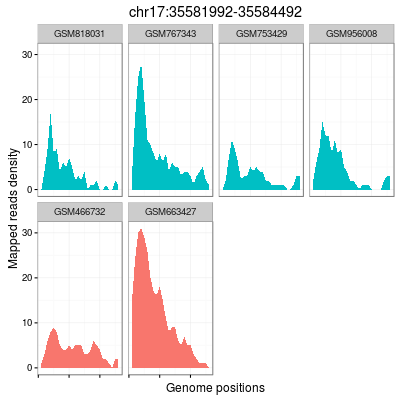 chr17:35581992-35584492
GSM818031 GSM767343 GSM753429 GSM956008
30
20
10
0
GSM466732 GSM663427
30
20
10
0
Mapped reads density
Genome positions